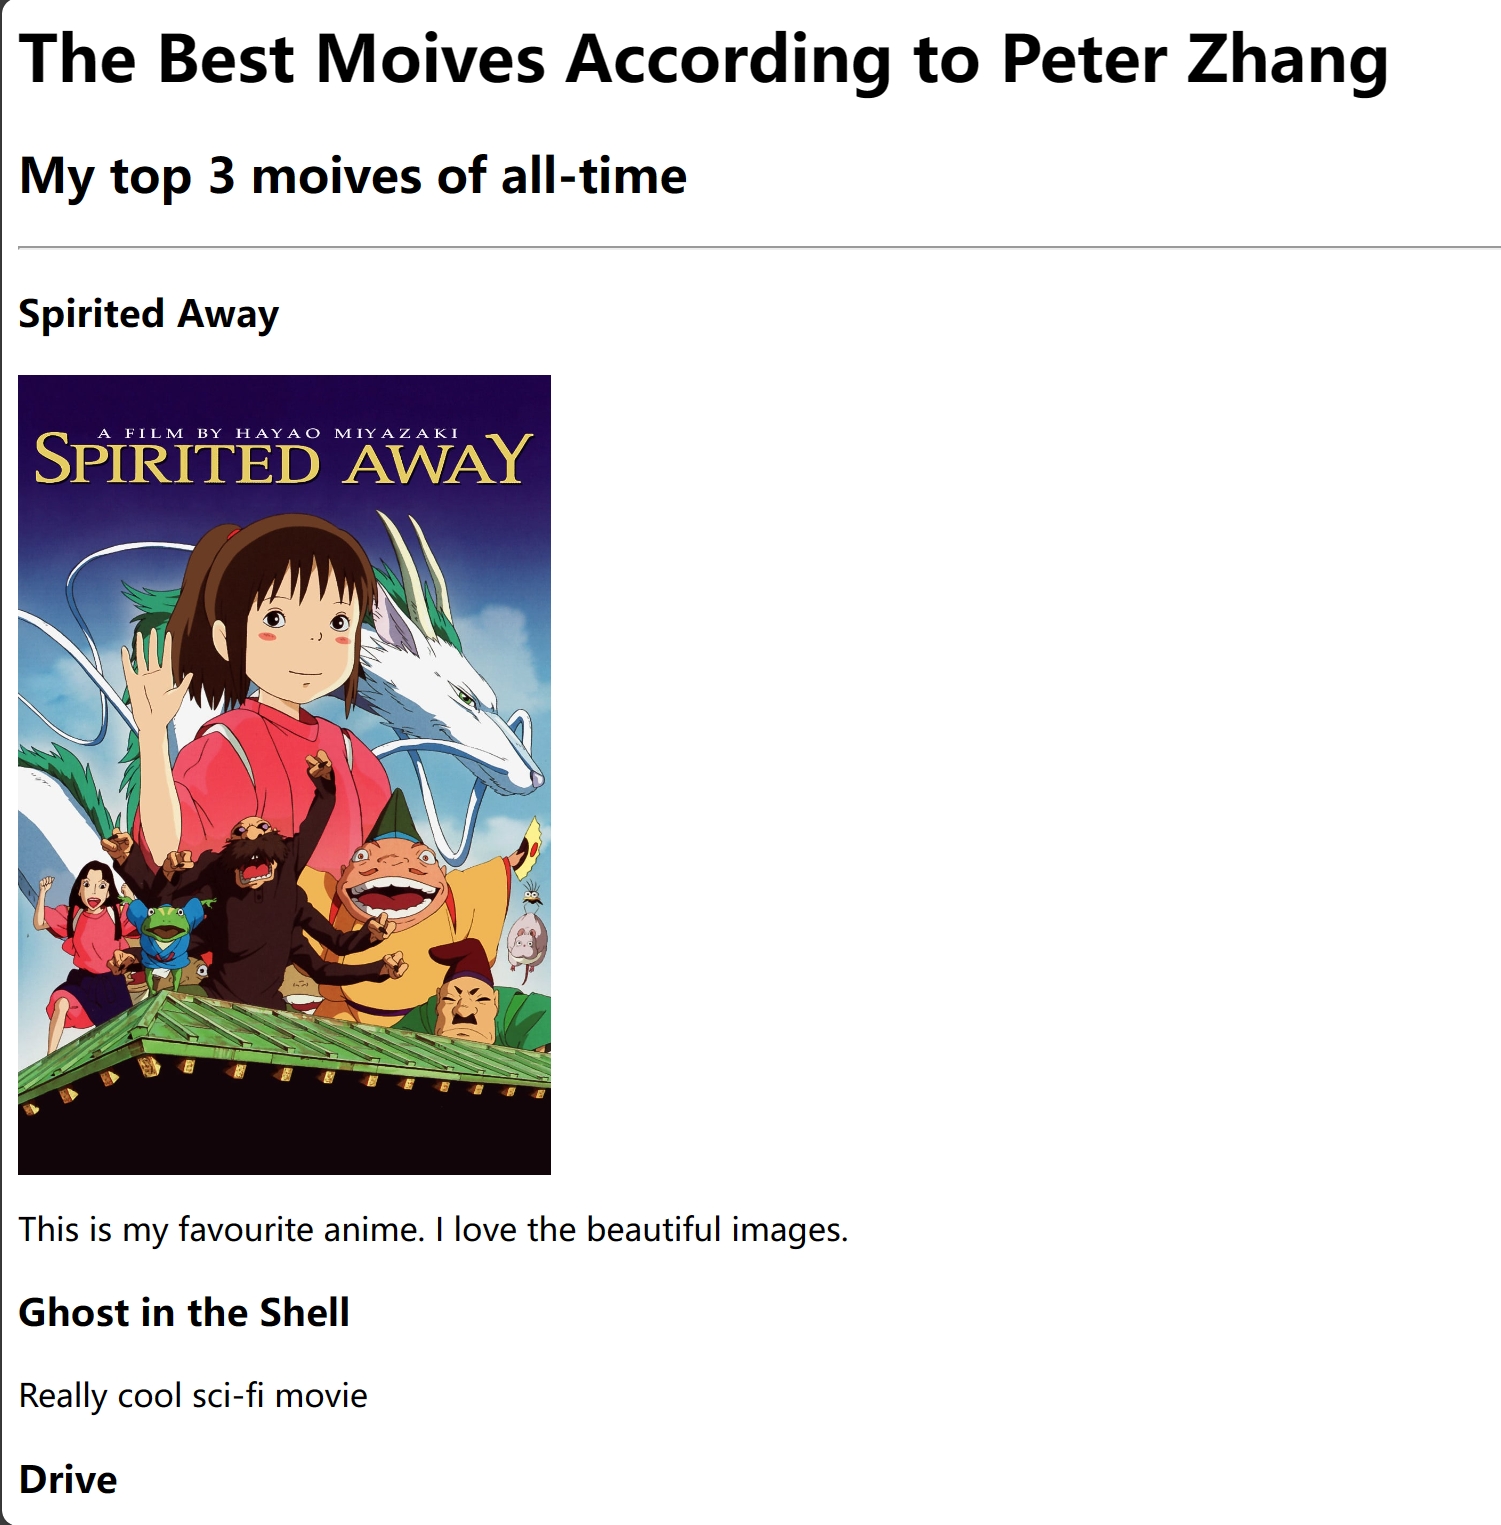 The Best Moives According to Peter Zhang
My top 3 moives of all-time
Spirited Away
A FILM BY HAYAO MIYAZAKI
SPIRITED AWAY
This is my favourite anime. I love the beautiful images.
Ghost in the Shell
Really cool sci-fi movie
Drive